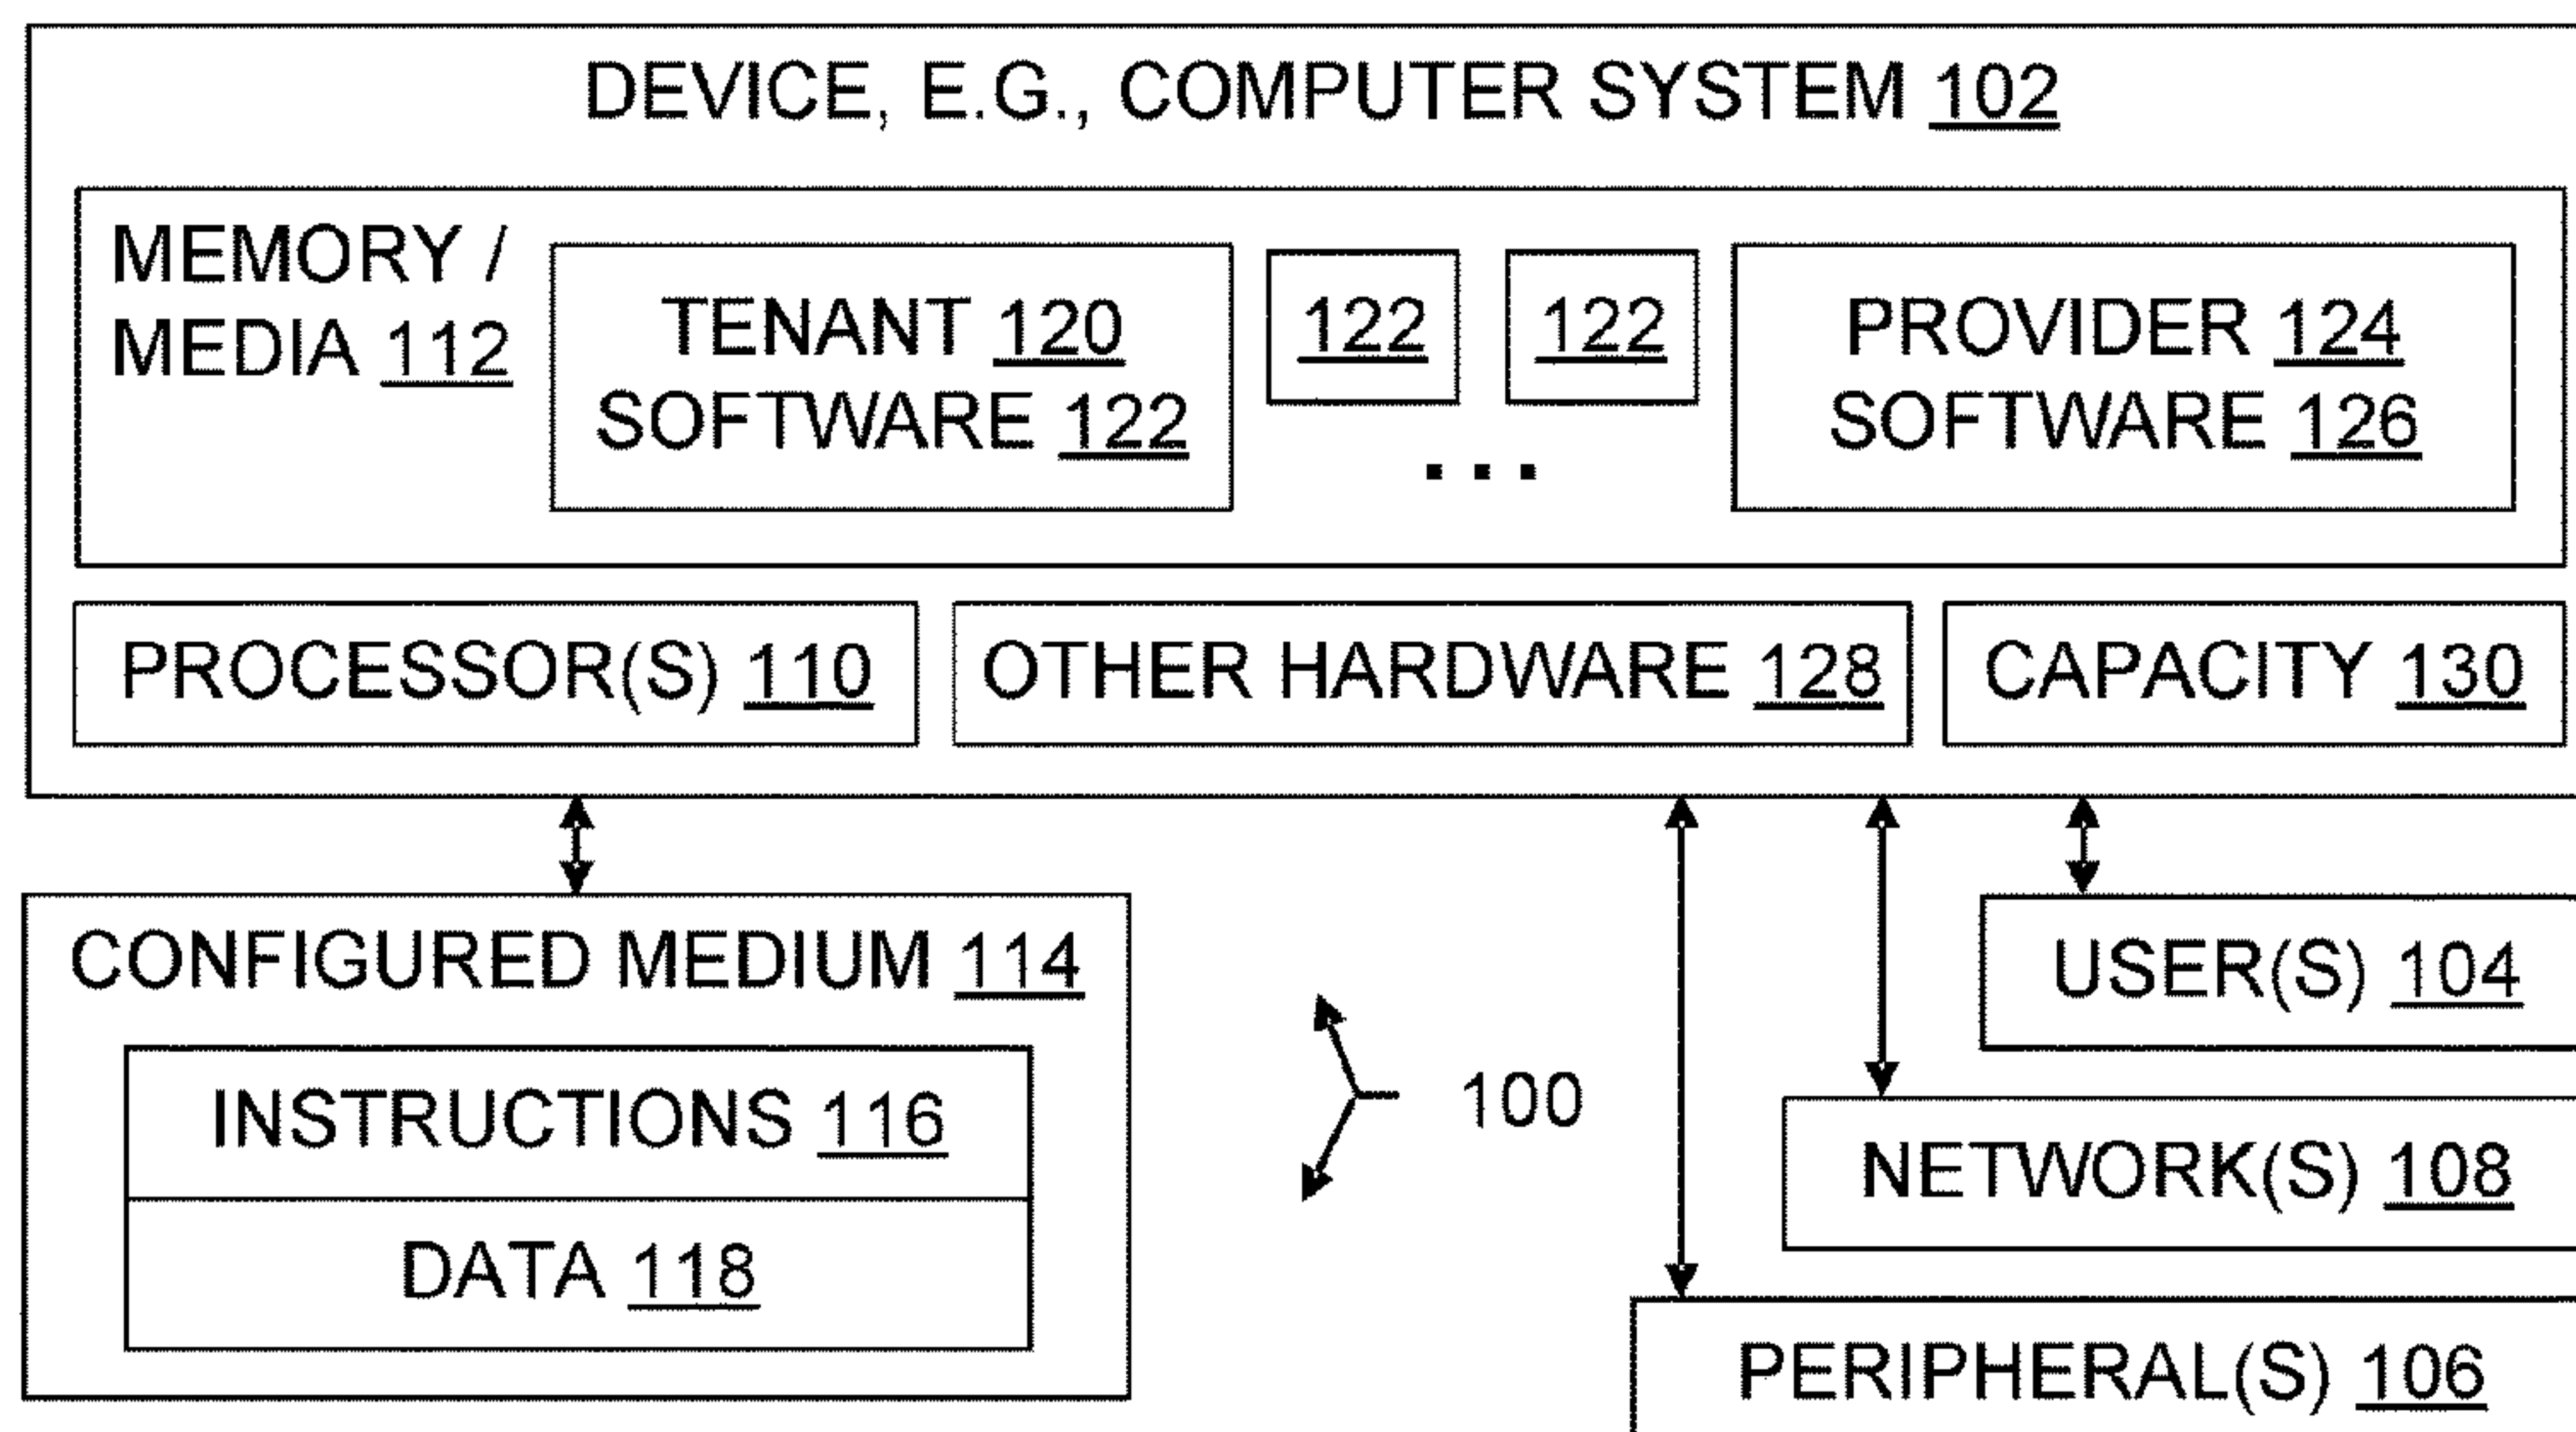 DEVICE, E.G., COMPUTER SYSTEM 102
MEMORY /
MEDIA 112
TENANT 120
SOFTWARE 122
122
122
...
PROVIDER 124
SOFTWARE 126
PROCESSOR(S) 110
OTHER HARDWARE 128
CAPACITY 130
CONFIGURED MEDIUM 114
INSTRUCTIONS 116
DATA 118
100
USER(S) 104
NETWORK(S) 108
PERIPHERAL(S) 106